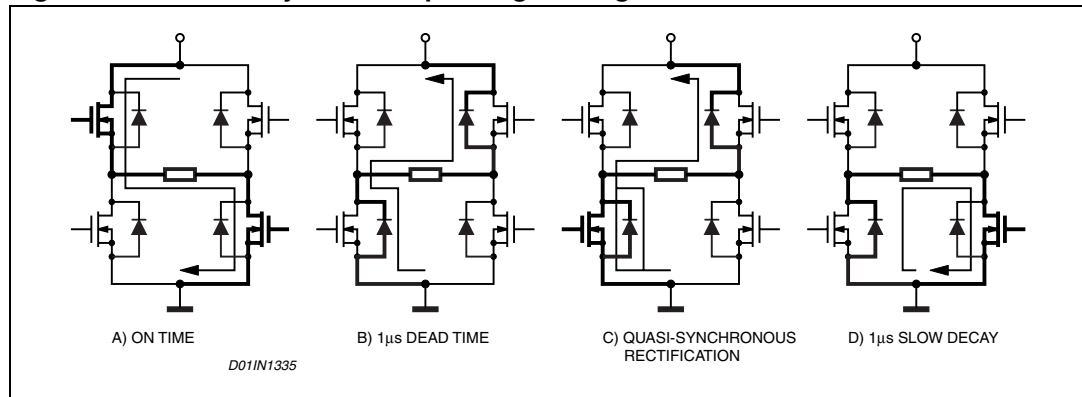 A) ON TIME
B) 1μs DEAD TIME
C) QUASI-SYNCHRONOUS
RECTIFICATION
D) 1μs SLOW DECAY
D01IN1335